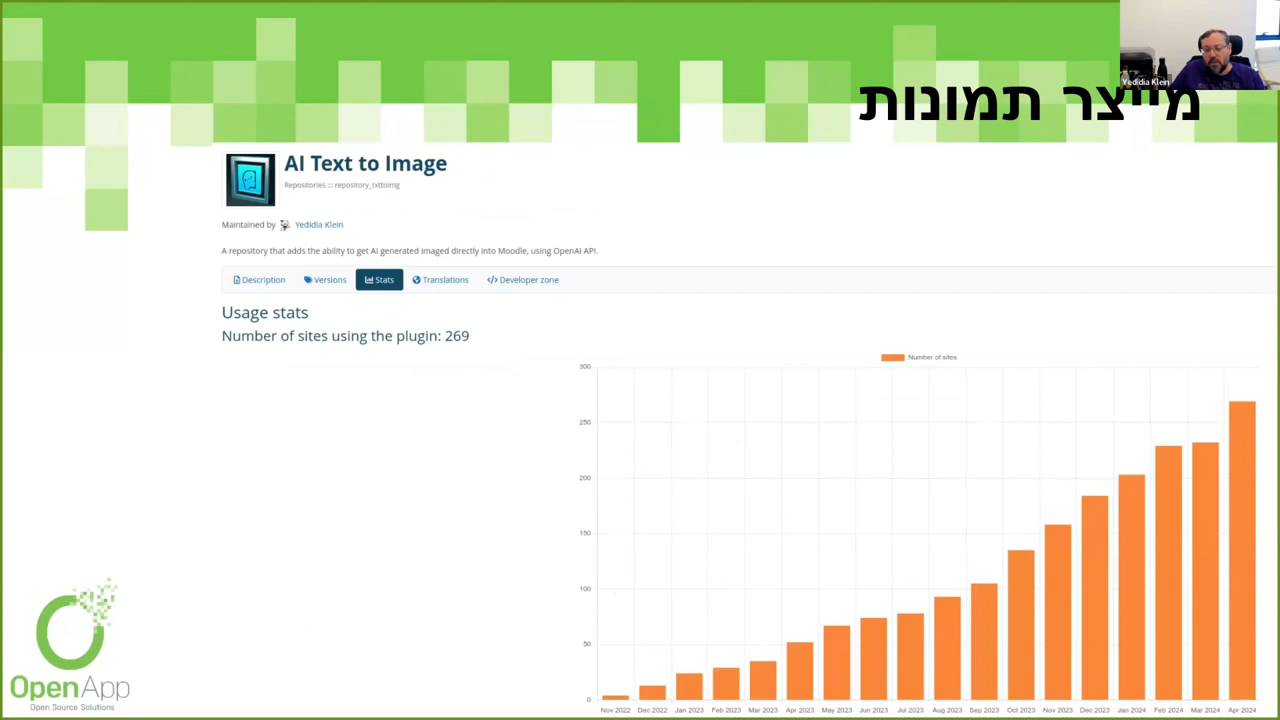 Yedidia Klein
מייצר תמונות
AI Text to Image
Repositories ::: repository_txttoimg
Maintained by Yedidia Klein
A repository that adds the ability to get AI generated imaged directly into Moodle, using OpenAI API.
Description Versions Stats Translations </> Developer zone
Usage stats
Number of sites using the plugin: 269
Number of sites
300
250
200
150
100
50
0
Nov 2022 Dec 2022 Jan 2023 Feb 2023 Mar 2023 Apr 2023 May 2023 Jun 2023 Jul 2023 Aug 2023 Sep 2023 Oct 2023 Nov 2023 Dec 2023 Jan 2024 Feb 2024 Mar 2024 Apr 2024
OpenApp
Open Source Solutions